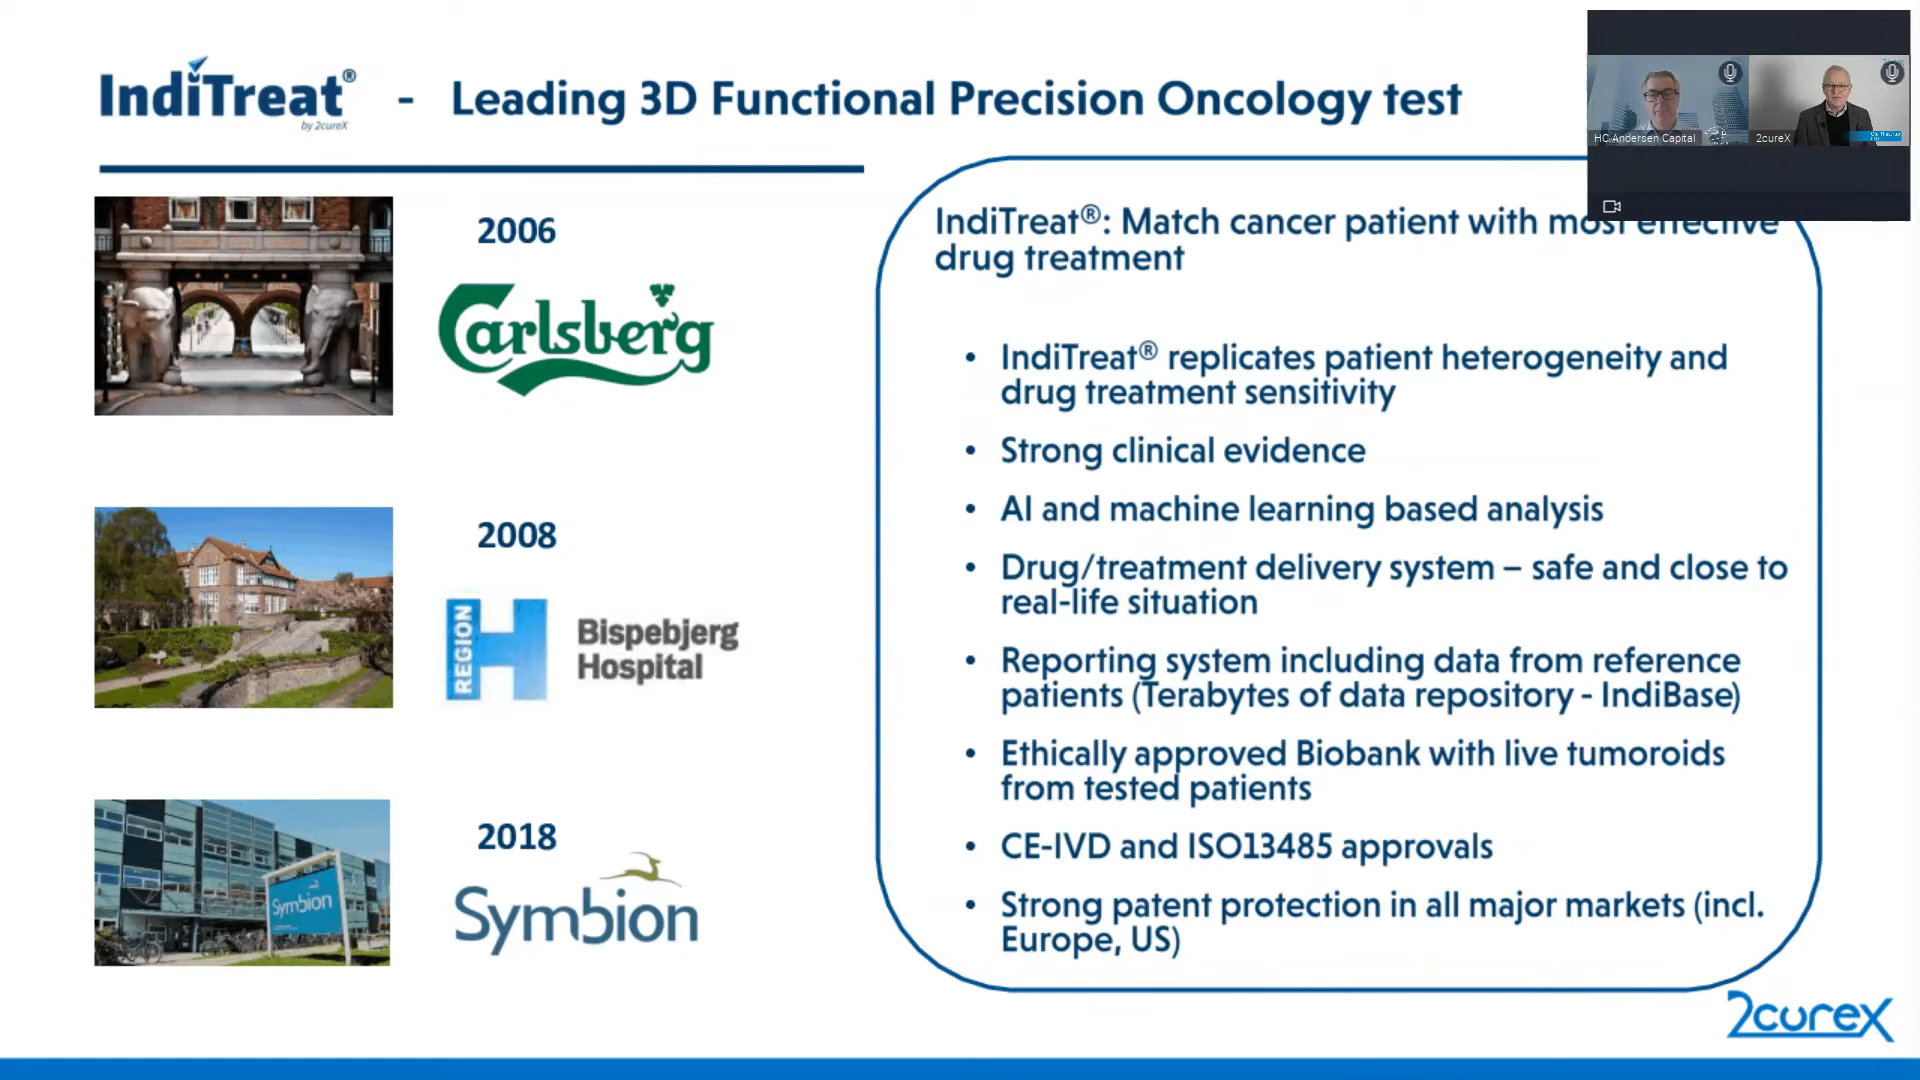 IndiTreat® - Leading 3D Functional Precision Oncology test
by 2cureX
HC Andersen Capital
2cureX
2006
Carlsberg
2008
REGION H
Bispebjerg
Hospital
2018
Symbion
Symbion
IndiTreat®: Match cancer patient with most effective
drug treatment
• IndiTreat® replicates patient heterogeneity and
drug treatment sensitivity
• Strong clinical evidence
• AI and machine learning based analysis
• Drug/treatment delivery system – safe and close to
real-life situation
• Reporting system including data from reference
patients (Terabytes of data repository - IndiBase)
• Ethically approved Biobank with live tumoroids
from tested patients
• CE-IVD and ISO13485 approvals
• Strong patent protection in all major markets (incl.
Europe, US)
2cureX